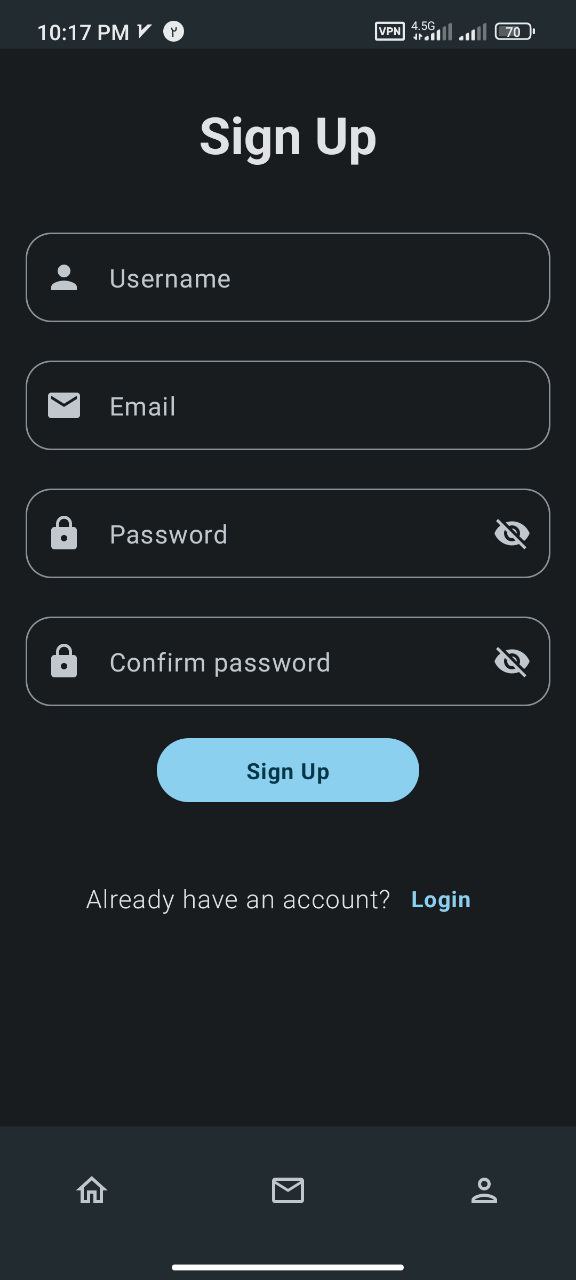 10:17 PM ۲ VPN 4.5G 70
Sign Up
Username
Email
Password
Confirm password
Sign Up
Already have an account? Login